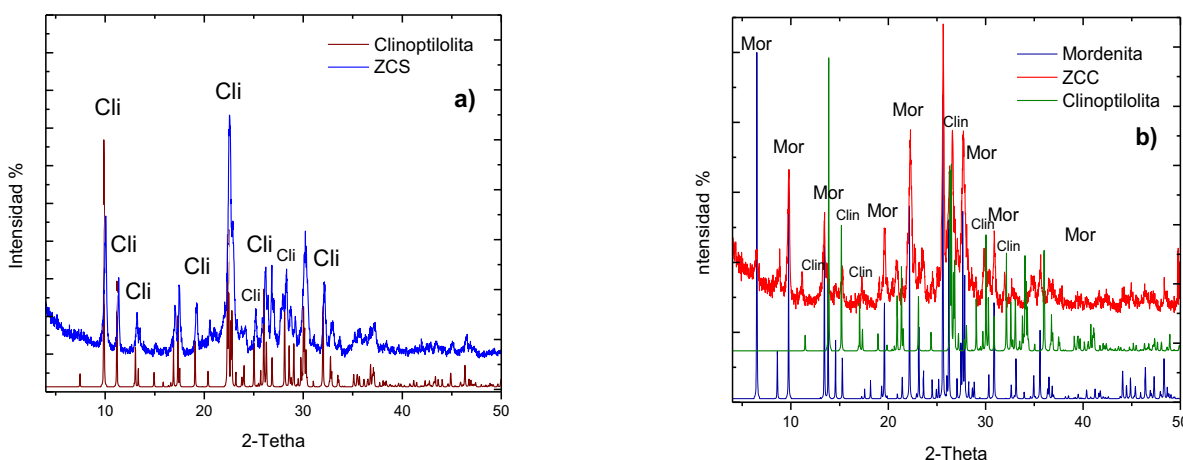 Clinoptilolita
ZCS
a)
Cli
Cli
Cli
Cli
Cli
Cli
Cli
Cli
Cli
Cli
Intensidad %
10
20
30
40
50
2-Tetha
Mordenita
ZCC
Clinoptilolita
b)
Mor
Mor
Mor
Clin
Mor
Mor
Clin
Mor
Clin
Clin
Mor
Clin
Clin
Mor
ntensidad %
10
20
30
40
50
2-Theta